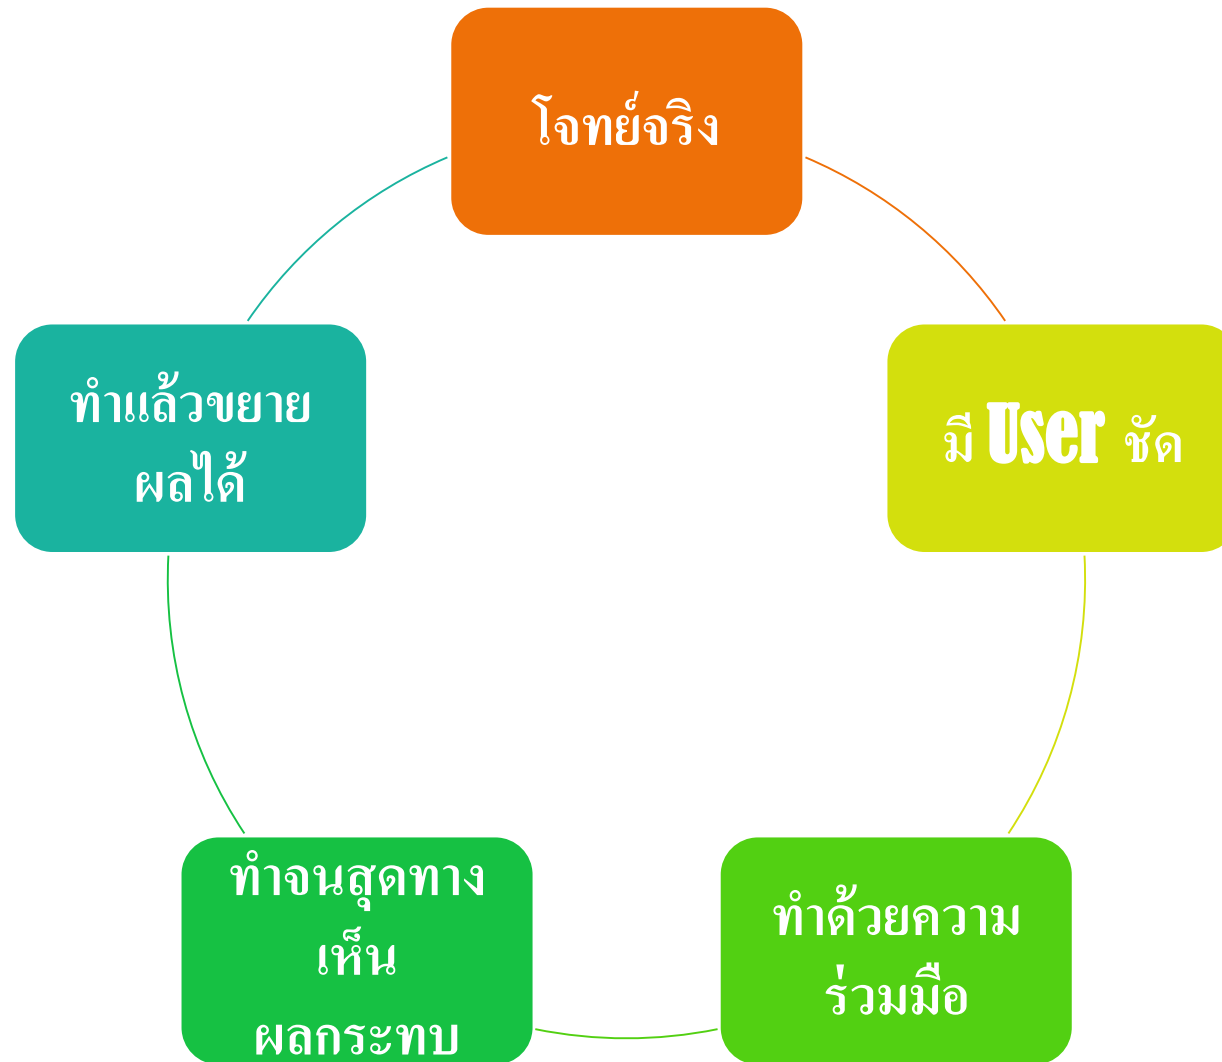 โจทย์จริง
มี User ชัด
ทำด้วยความ
ร่วมมือ
ทำจนสุดทาง
เห็น
ผลกระทบ
ทำแล้วขยาย
ผลได้